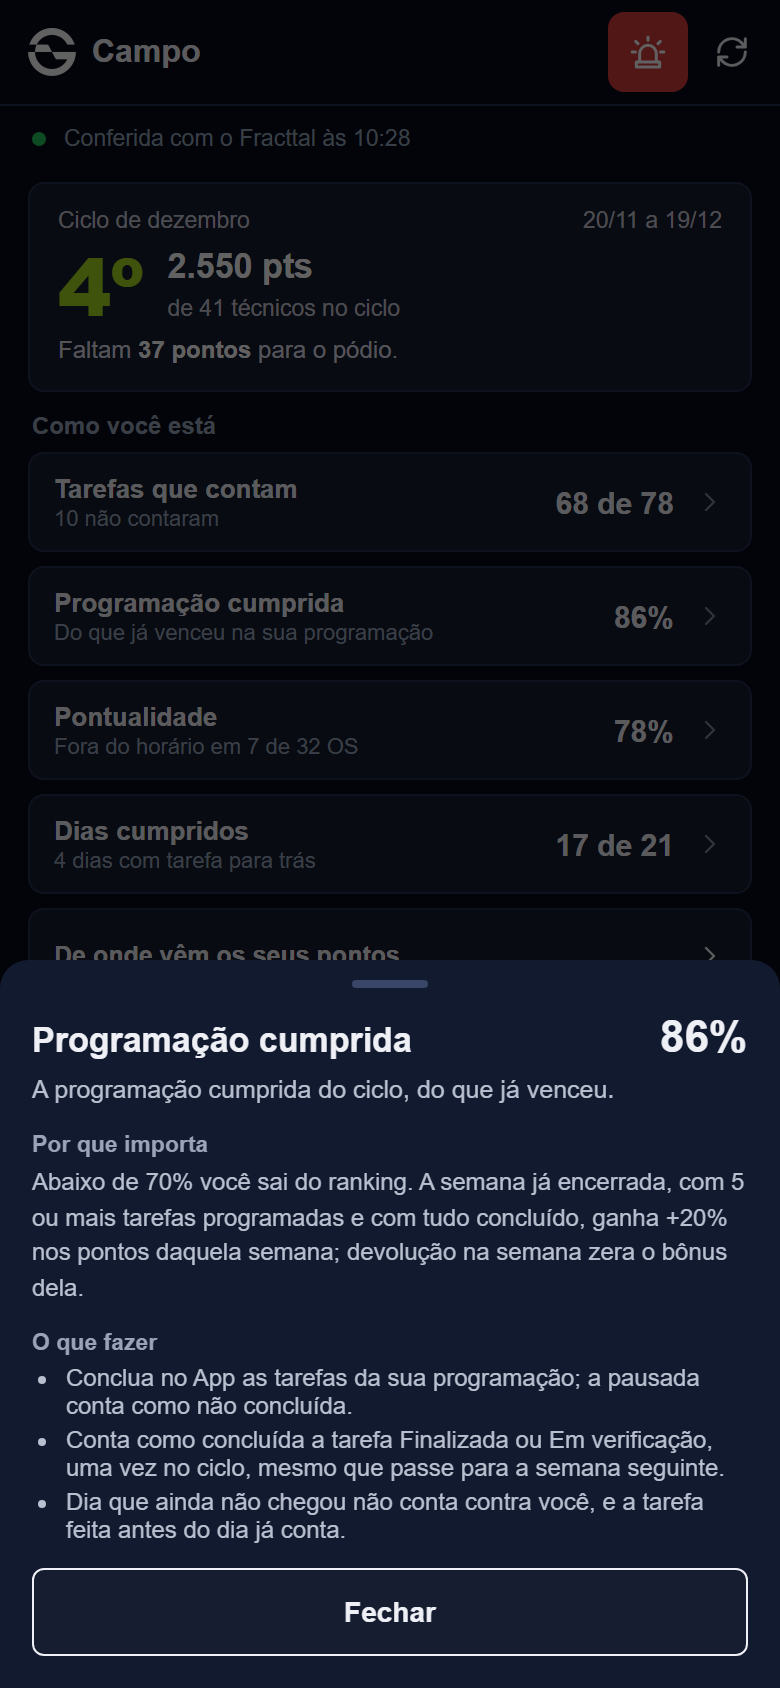 Campo
Conferida com o Fracttal às 10:28
Ciclo de dezembro
20/11 a 19/12
4º
2.550 pts
de 41 técnicos no ciclo
Faltam 37 pontos para o pódio.
Como você está
Tarefas que contam
10 não contaram
68 de 78
Programação cumprida
Do que já venceu na sua programação
86%
Pontualidade
Fora do horário em 7 de 32 OS
78%
Dias cumpridos
4 dias com tarefa para trás
17 de 21
De onde vêm os seus pontos
Programação cumprida
86%
A programação cumprida do ciclo, do que já venceu.
Por que importa
Abaixo de 70% você sai do ranking. A semana já encerrada, com 5
ou mais tarefas programadas e com tudo concluído, ganha +20%
nos pontos daquela semana; devolução na semana zera o bônus
dela.
O que fazer
• Conclua no App as tarefas da sua programação; a pausada
conta como não concluída.
• Conta como concluída a tarefa Finalizada ou Em verificação,
uma vez no ciclo, mesmo que passe para a semana seguinte.
• Dia que ainda não chegou não conta contra você, e a tarefa
feita antes do dia já conta.
Fechar